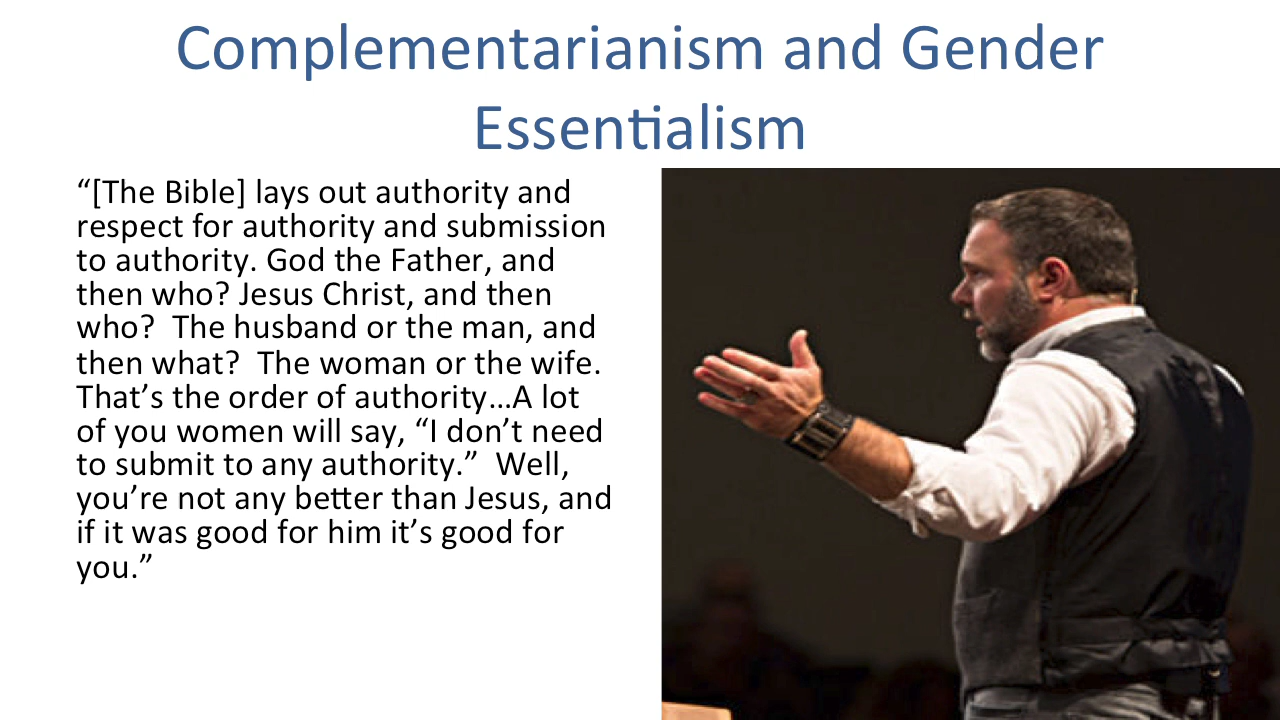 Complementarianism and Gender
Essentialism
“[The Bible] lays out authority and
respect for authority and submission
to authority. God the Father, and
then who? Jesus Christ, and then
who?  The husband or the man, and
then what?  The woman or the wife.
That’s the order of authority…A lot
of you women will say, “I don’t need
to submit to any authority.”  Well,
you’re not any better than Jesus, and
if it was good for him it’s good for
you.”